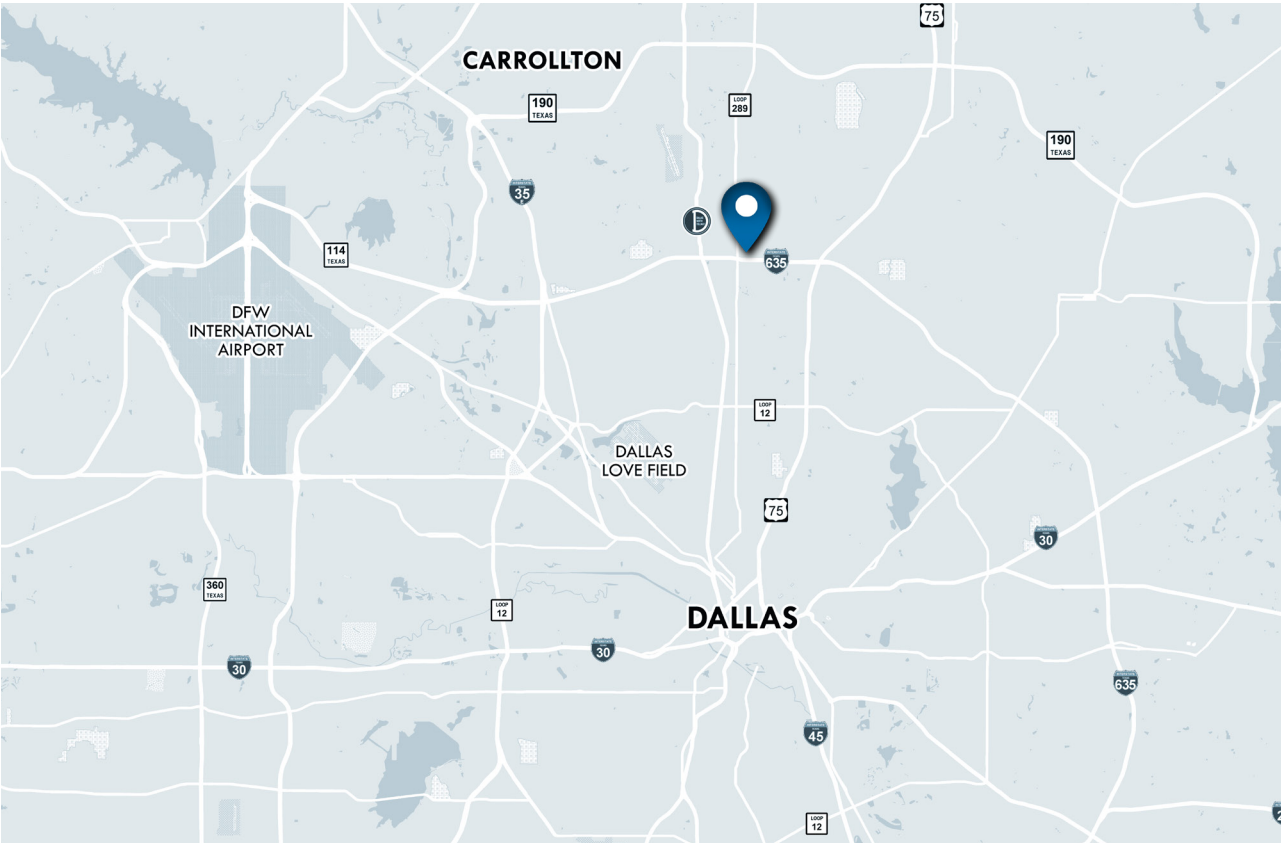 75
CARROLLTON
LOOP
289
190
TEXAS
190
TEXAS
35
114
TEXAS
635
DFW
INTERNATIONAL
AIRPORT
LOOP
12
DALLAS
LOVE FIELD
75
30
360
TEXAS
LOOP
12
DALLAS
30
30
635
45
LOOP
12